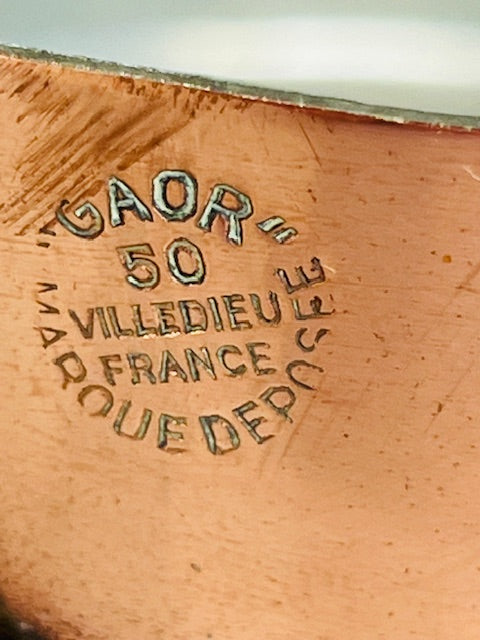 "GAOR"
50
VILLEDIEU
FRANCE
MARQUE DEPOSEE